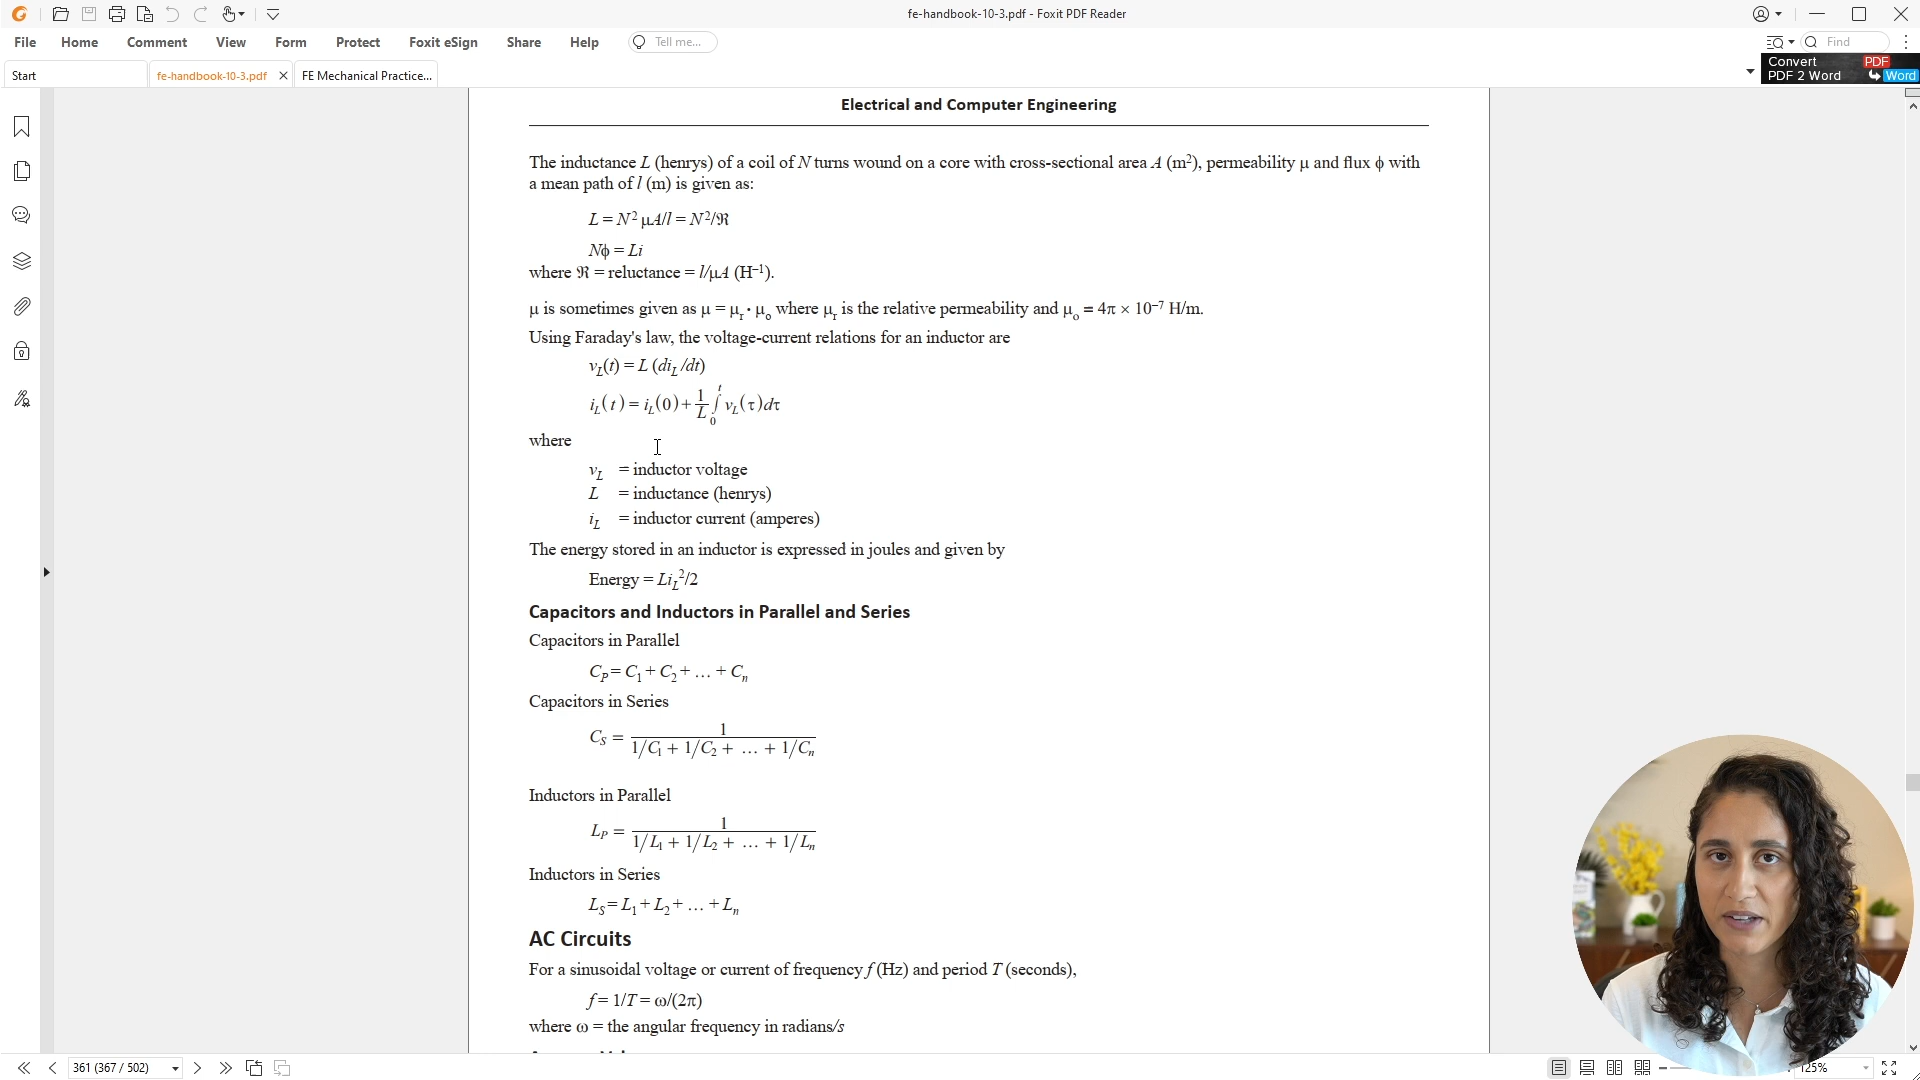 fe-handbook-10-3.pdf - Foxit PDF Reader
File Home Comment View Form Protect Foxit eSign Share Help Tell me... Find
Start fe-handbook-10-3.pdf FE Mechanical Practice...
Convert PDF
PDF 2 Word Word
Electrical and Computer Engineering
The inductance L (henrys) of a coil of N turns wound on a core with cross-sectional area A (m²), permeability μ and flux ϕ with
a mean path of l (m) is given as:
L = N² μA/l = N²/ℜ
Nϕ = Li
where ℜ = reluctance = l/μA (H⁻¹).
μ is sometimes given as μ = μr · μo where μr is the relative permeability and μo = 4π × 10⁻⁷ H/m.
Using Faraday's law, the voltage-current relations for an inductor are
vL(t) = L (diL /dt)
iL(t) = iL(0) + 1/L ∫₀ᵗ vL(τ)dτ
where
vL = inductor voltage
L = inductance (henrys)
iL = inductor current (amperes)
The energy stored in an inductor is expressed in joules and given by
Energy = LiL²/2
Capacitors and Inductors in Parallel and Series
Capacitors in Parallel
CP = C1 + C2 + … + Cn
Capacitors in Series
CS = 1 / (1/C1 + 1/C2 + … + 1/Cn)
Inductors in Parallel
LP = 1 / (1/L1 + 1/L2 + … + 1/Ln)
Inductors in Series
LS = L1 + L2 + … + Ln
AC Circuits
For a sinusoidal voltage or current of frequency f (Hz) and period T (seconds),
f = 1/T = ω/(2π)
where ω = the angular frequency in radians/s
361 (367 / 502) 125%